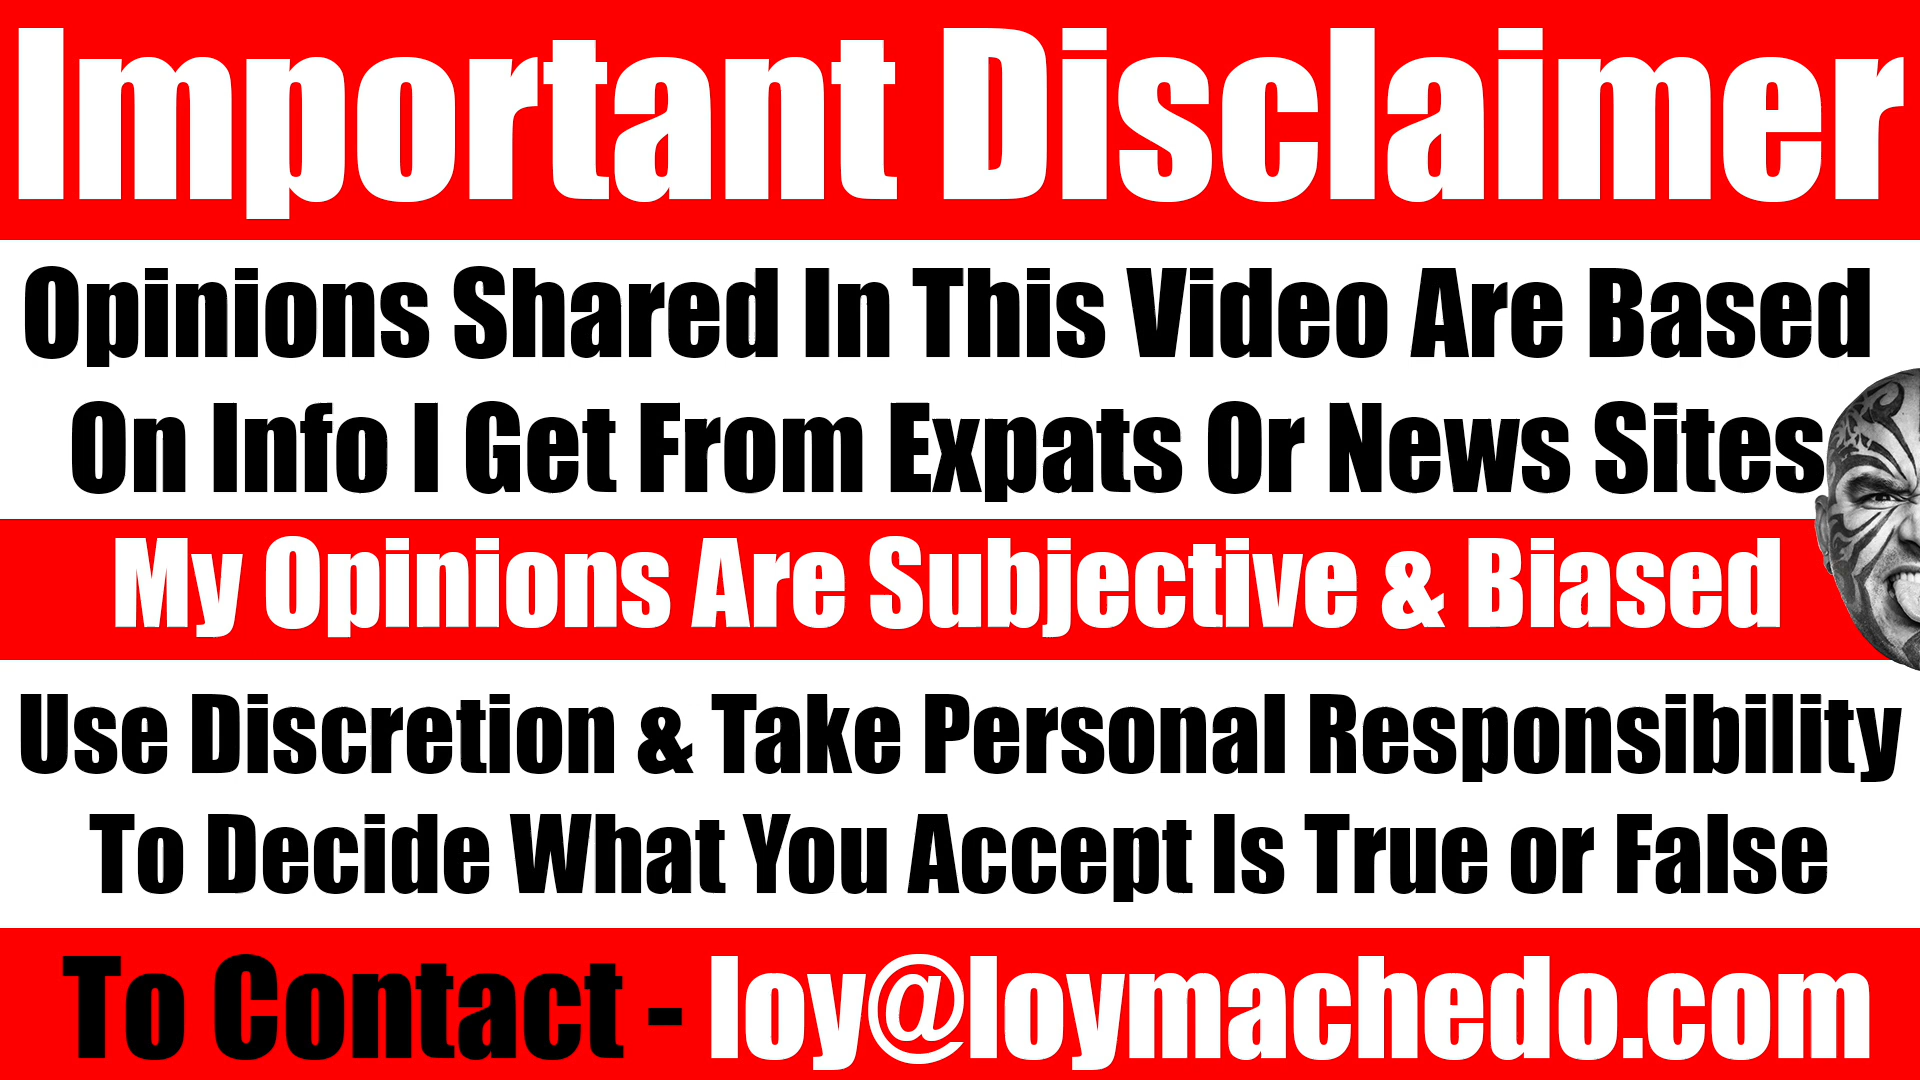 Important Disclaimer
Opinions Shared In This Video Are Based
On Info I Get From Expats Or News Sites
My Opinions Are Subjective & Biased
Use Discretion & Take Personal Responsibility
To Decide What You Accept Is True or False
To Contact - loy@loymachedo.com